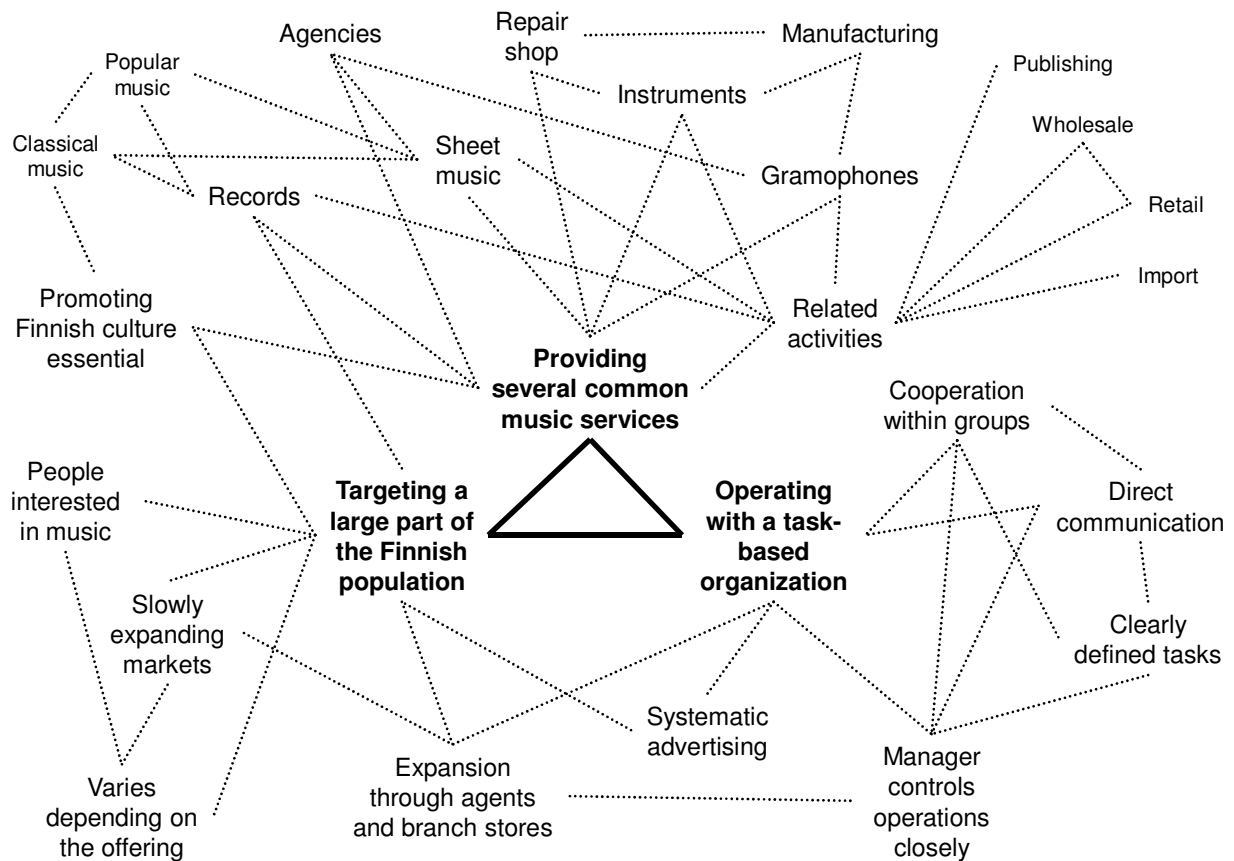 Agencies
Repair
shop
Manufacturing
Popular
music
Publishing
Instruments
Wholesale
Classical
music
Sheet
music
Gramophones
Records
Retail
Import
Promoting
Finnish culture
essential
Related
activities
Providing
several common
music services
Cooperation
within groups
People
interested
in music
Targeting a
large part of
the Finnish
population
Operating
with a task-
based
organization
Direct
communication
Slowly
expanding
markets
Clearly
defined tasks
Systematic
advertising
Manager
controls
operations
closely
Expansion
through agents
and branch stores
Varies
depending on
the offering